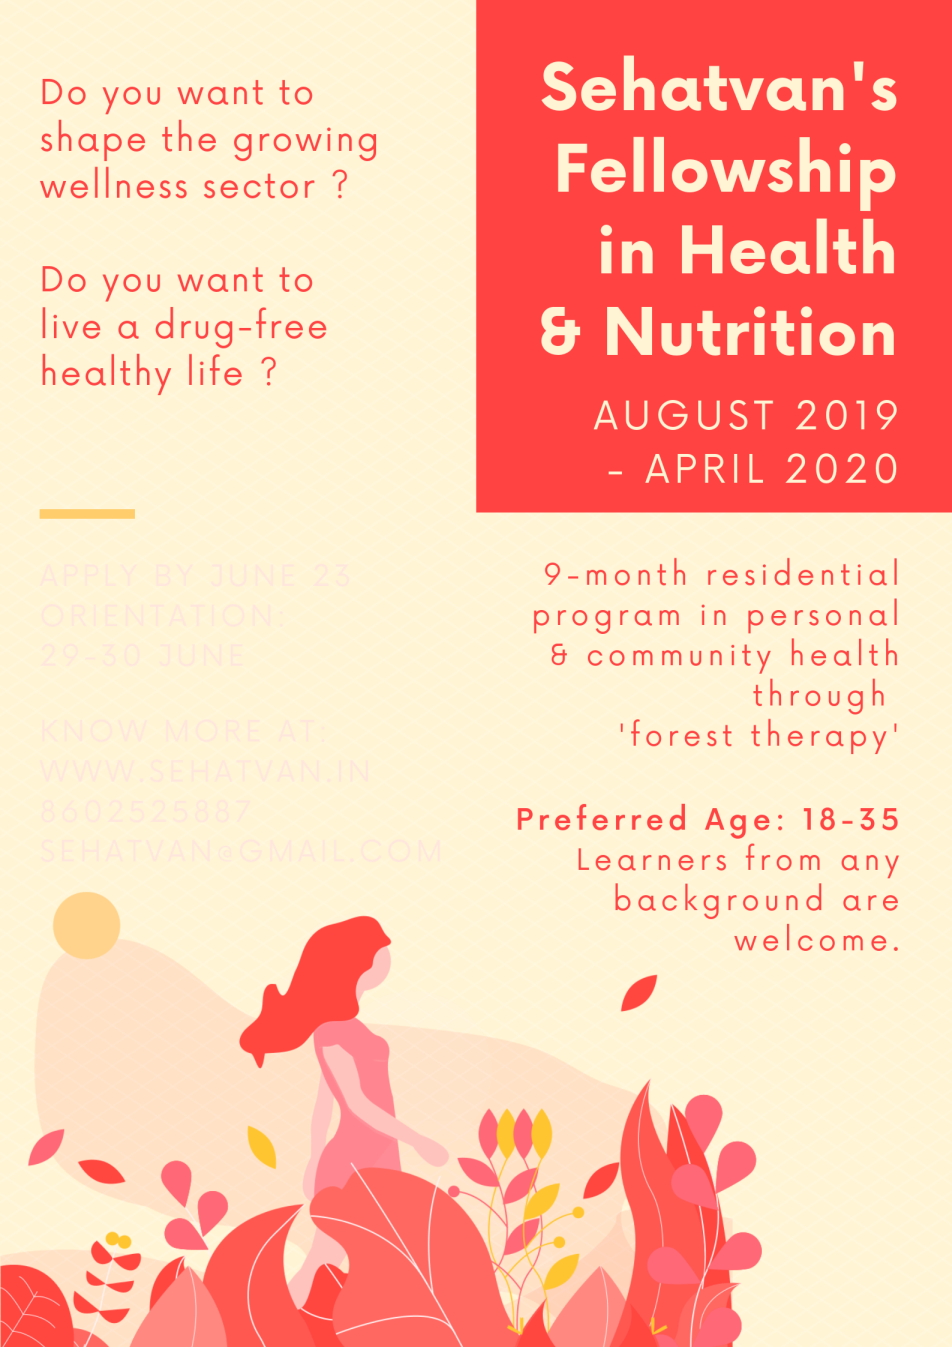 Do you want to
shape the growing
wellness sector ?
Do you want to
live a drug-free
healthy life ?
Sehatvan's
Fellowship
in Health
& Nutrition
AUGUST 2019
- APRIL 2020
APPLY BY JUNE 23
ORIENTATION:
29-30 JUNE
KNOW MORE AT:
WWW.SEHATVAN.IN
8602525887
SEHATVAN@GMAIL.COM
9-month residential
program in personal
& community health
through
'forest therapy'
Preferred Age: 18-35
Learners from any
background are
welcome.